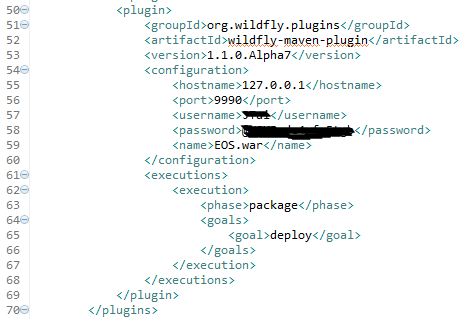 50 <plugin>
51 <groupId>org.wildfly.plugins</groupId>
52 <artifactId>wildfly-maven-plugin</artifactId>
53 <version>1.1.0.Alpha7</version>
54 <configuration>
55 <hostname>127.0.0.1</hostname>
56 <port>9990</port>
57 <username></username>
58 <password></password>
59 <name>EOS.war</name>
60 </configuration>
61 <executions>
62 <execution>
63 <phase>package</phase>
64 <goals>
65 <goal>deploy</goal>
66 </goals>
67 </execution>
68 </executions>
69 </plugin>
70 </plugins>